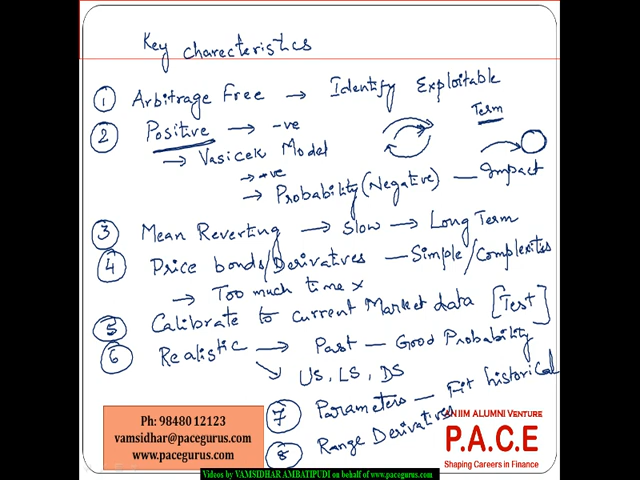 Key charecteristics
1 Arbitrage Free → Identify Exploitable
Term
2 Positive → -ve
→ Vasicek Model
→ +ve
→ Probability (Negative) — Impact
3 Mean Reverting → Slow → Long Term
4 Price bonds/Derivatives — Simple/Complexities
→ Too much time x
5 Calibrate to current Market data [Test]
6 Realistic → Past — Good Probability
↘ US, LS, DS
7 Parameters — Fit historical
8 Range Derivatives
Ph: 98480 12123
vamsidhar@pacegurus.com
www.pacegurus.com
IIM ALUMNI VENTURE
P.A.C.E
Shaping Careers in Finance
Videos by VAMSIDHAR AMBATIPUDI on behalf of www.pacegurus.com